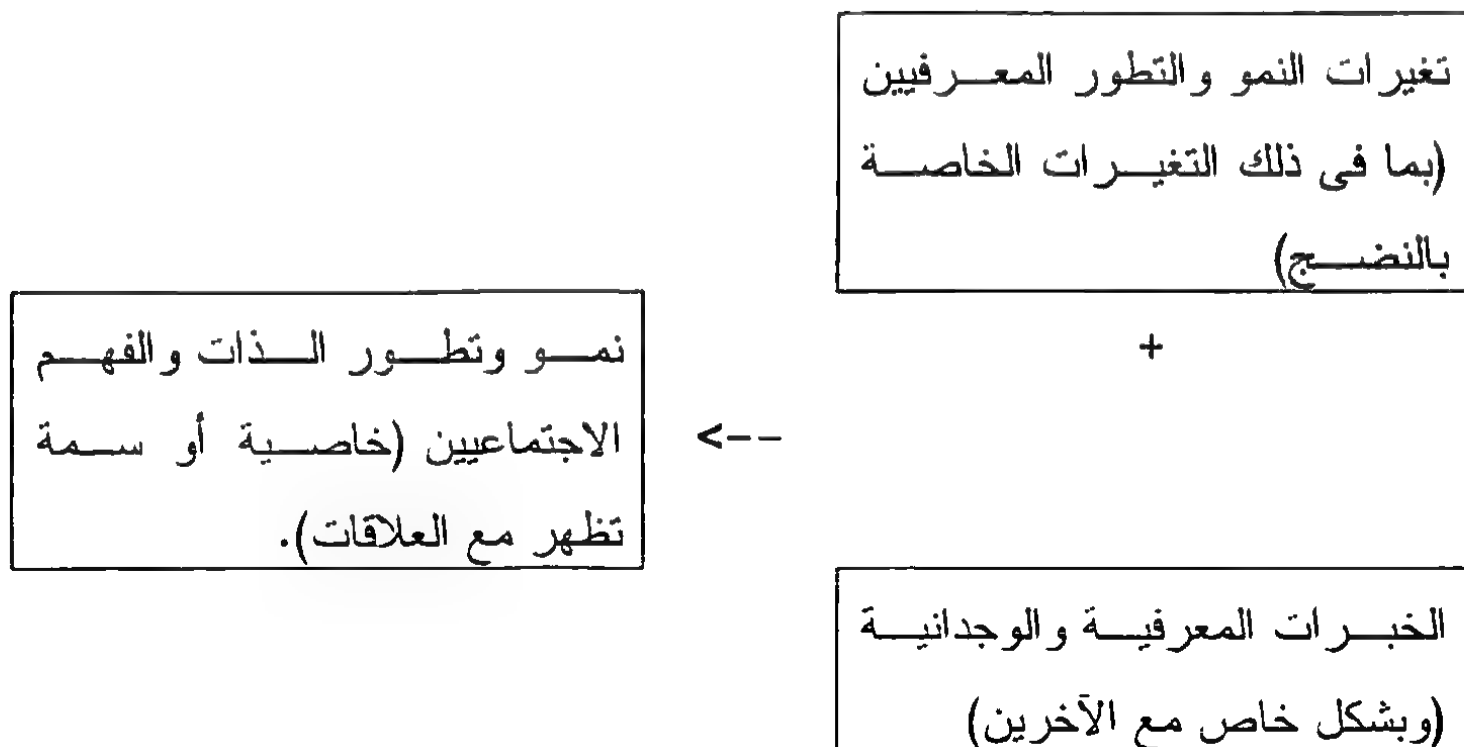 تغيرات النمو والتطور المعرفيين
(بما فى ذلك التغيرات الخاصة
بالنضج)
+
الخبرات المعرفية والوجدانية
(وبشكل خاص مع الآخرين)
<--
نمو وتطور الذات والفهم
الاجتماعيين (خاصية أو سمة
تظهر مع العلاقات).